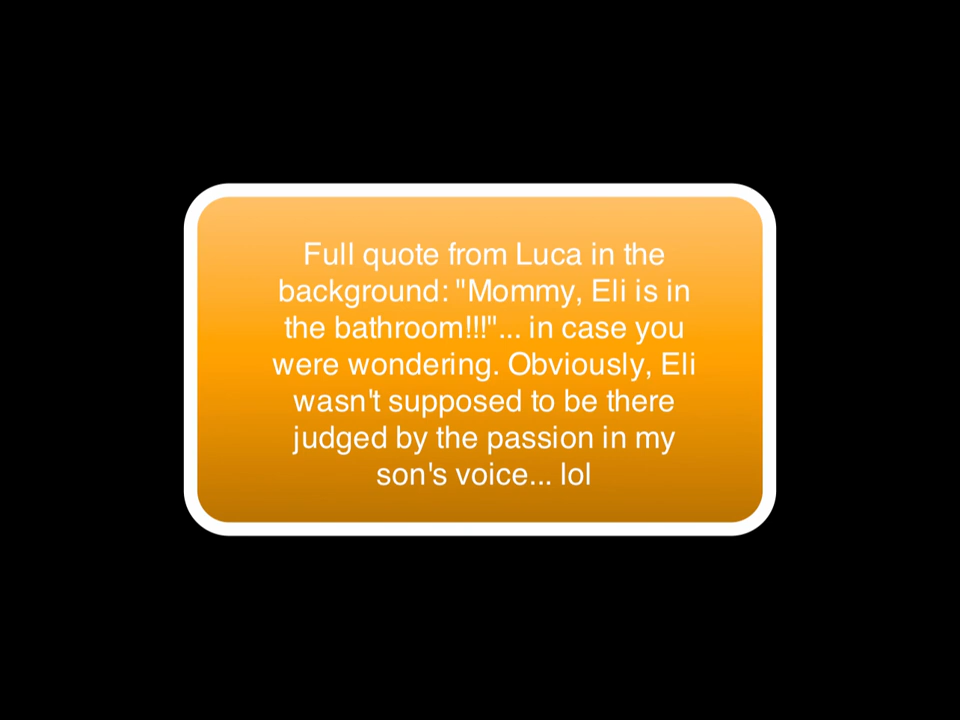 Full quote from Luca in the
background: "Mommy, Eli is in
the bathroom!!!"... in case you
were wondering. Obviously, Eli
wasn't supposed to be there
judged by the passion in my
son's voice... lol